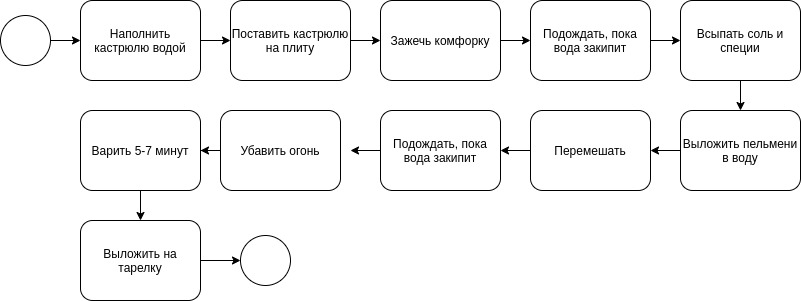 Наполнить
кастрюлю водой
Поставить кастрюлю
на плиту
Зажечь комфорку
Подождать, пока
вода закипит
Всыпать соль и
специи
Выложить пельмени
в воду
Перемешать
Подождать, пока
вода закипит
Убавить огонь
Варить 5-7 минут
Выложить на
тарелку